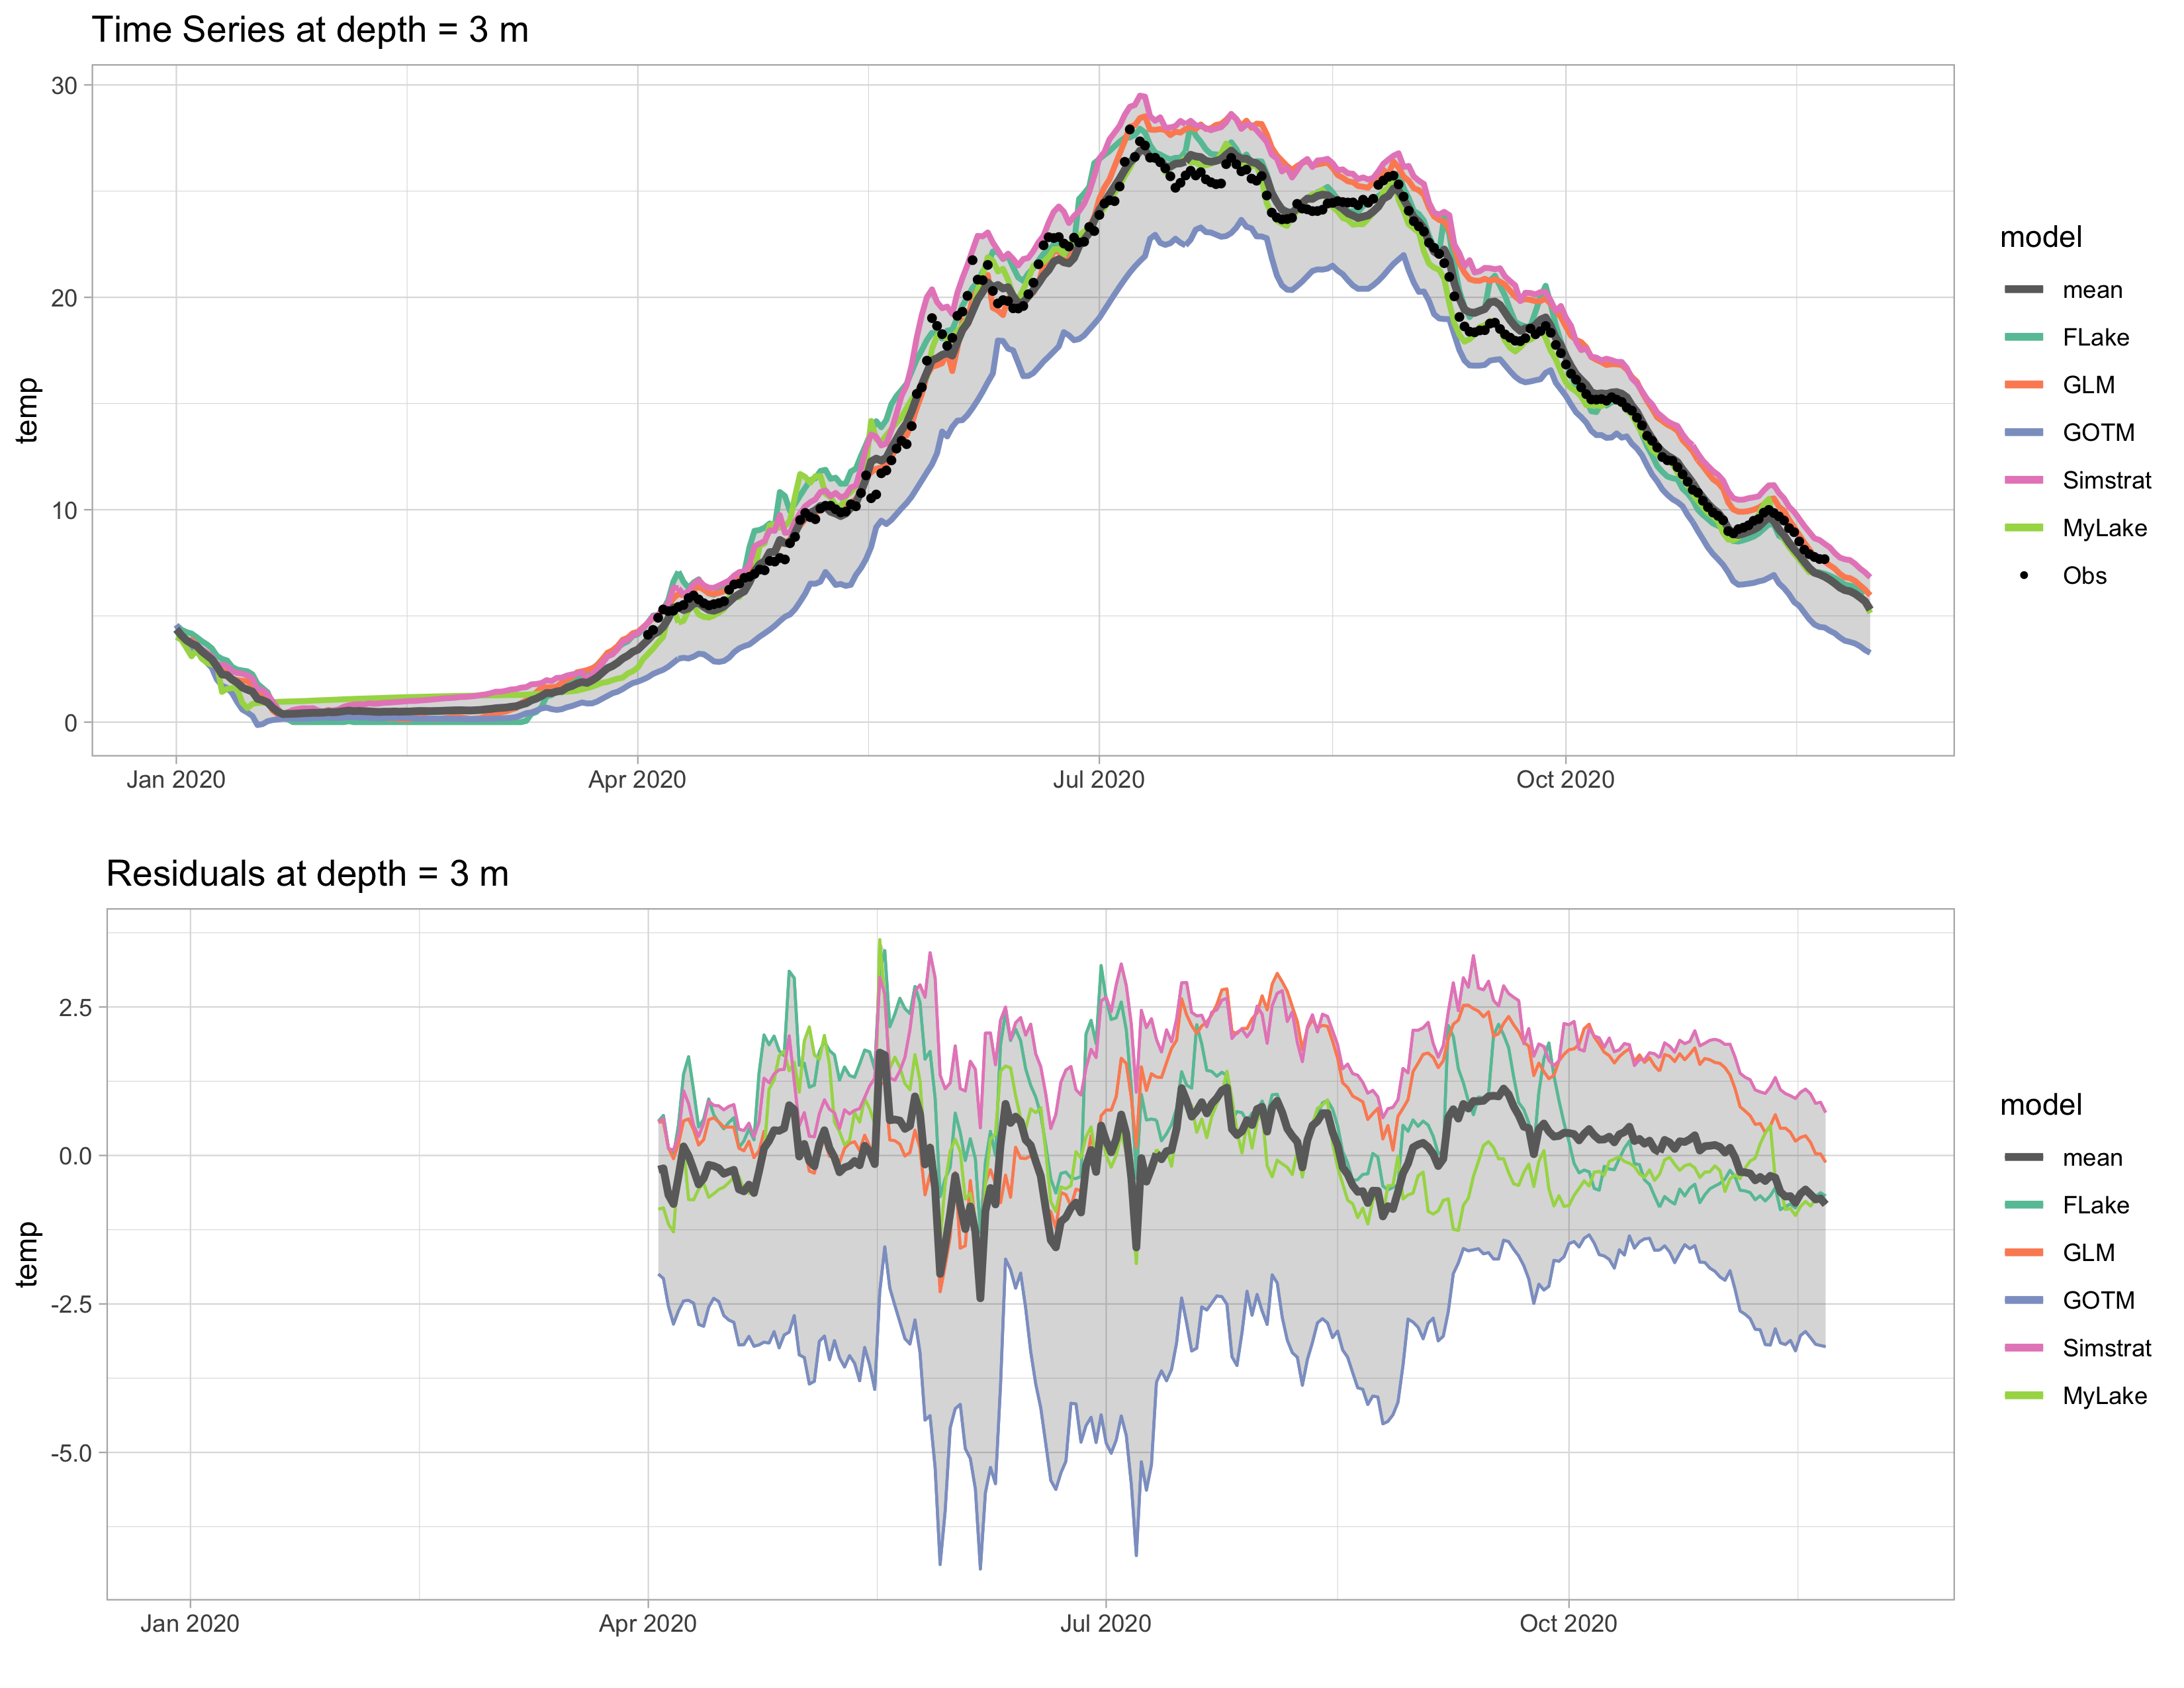 Time Series at depth = 3 m
30
20
10
0
temp
Jan 2020
Apr 2020
Jul 2020
Oct 2020
model
mean
FLake
GLM
GOTM
Simstrat
MyLake
Obs
Residuals at depth = 3 m
2.5
0.0
-2.5
-5.0
temp
Jan 2020
Apr 2020
Jul 2020
Oct 2020
model
mean
FLake
GLM
GOTM
Simstrat
MyLake